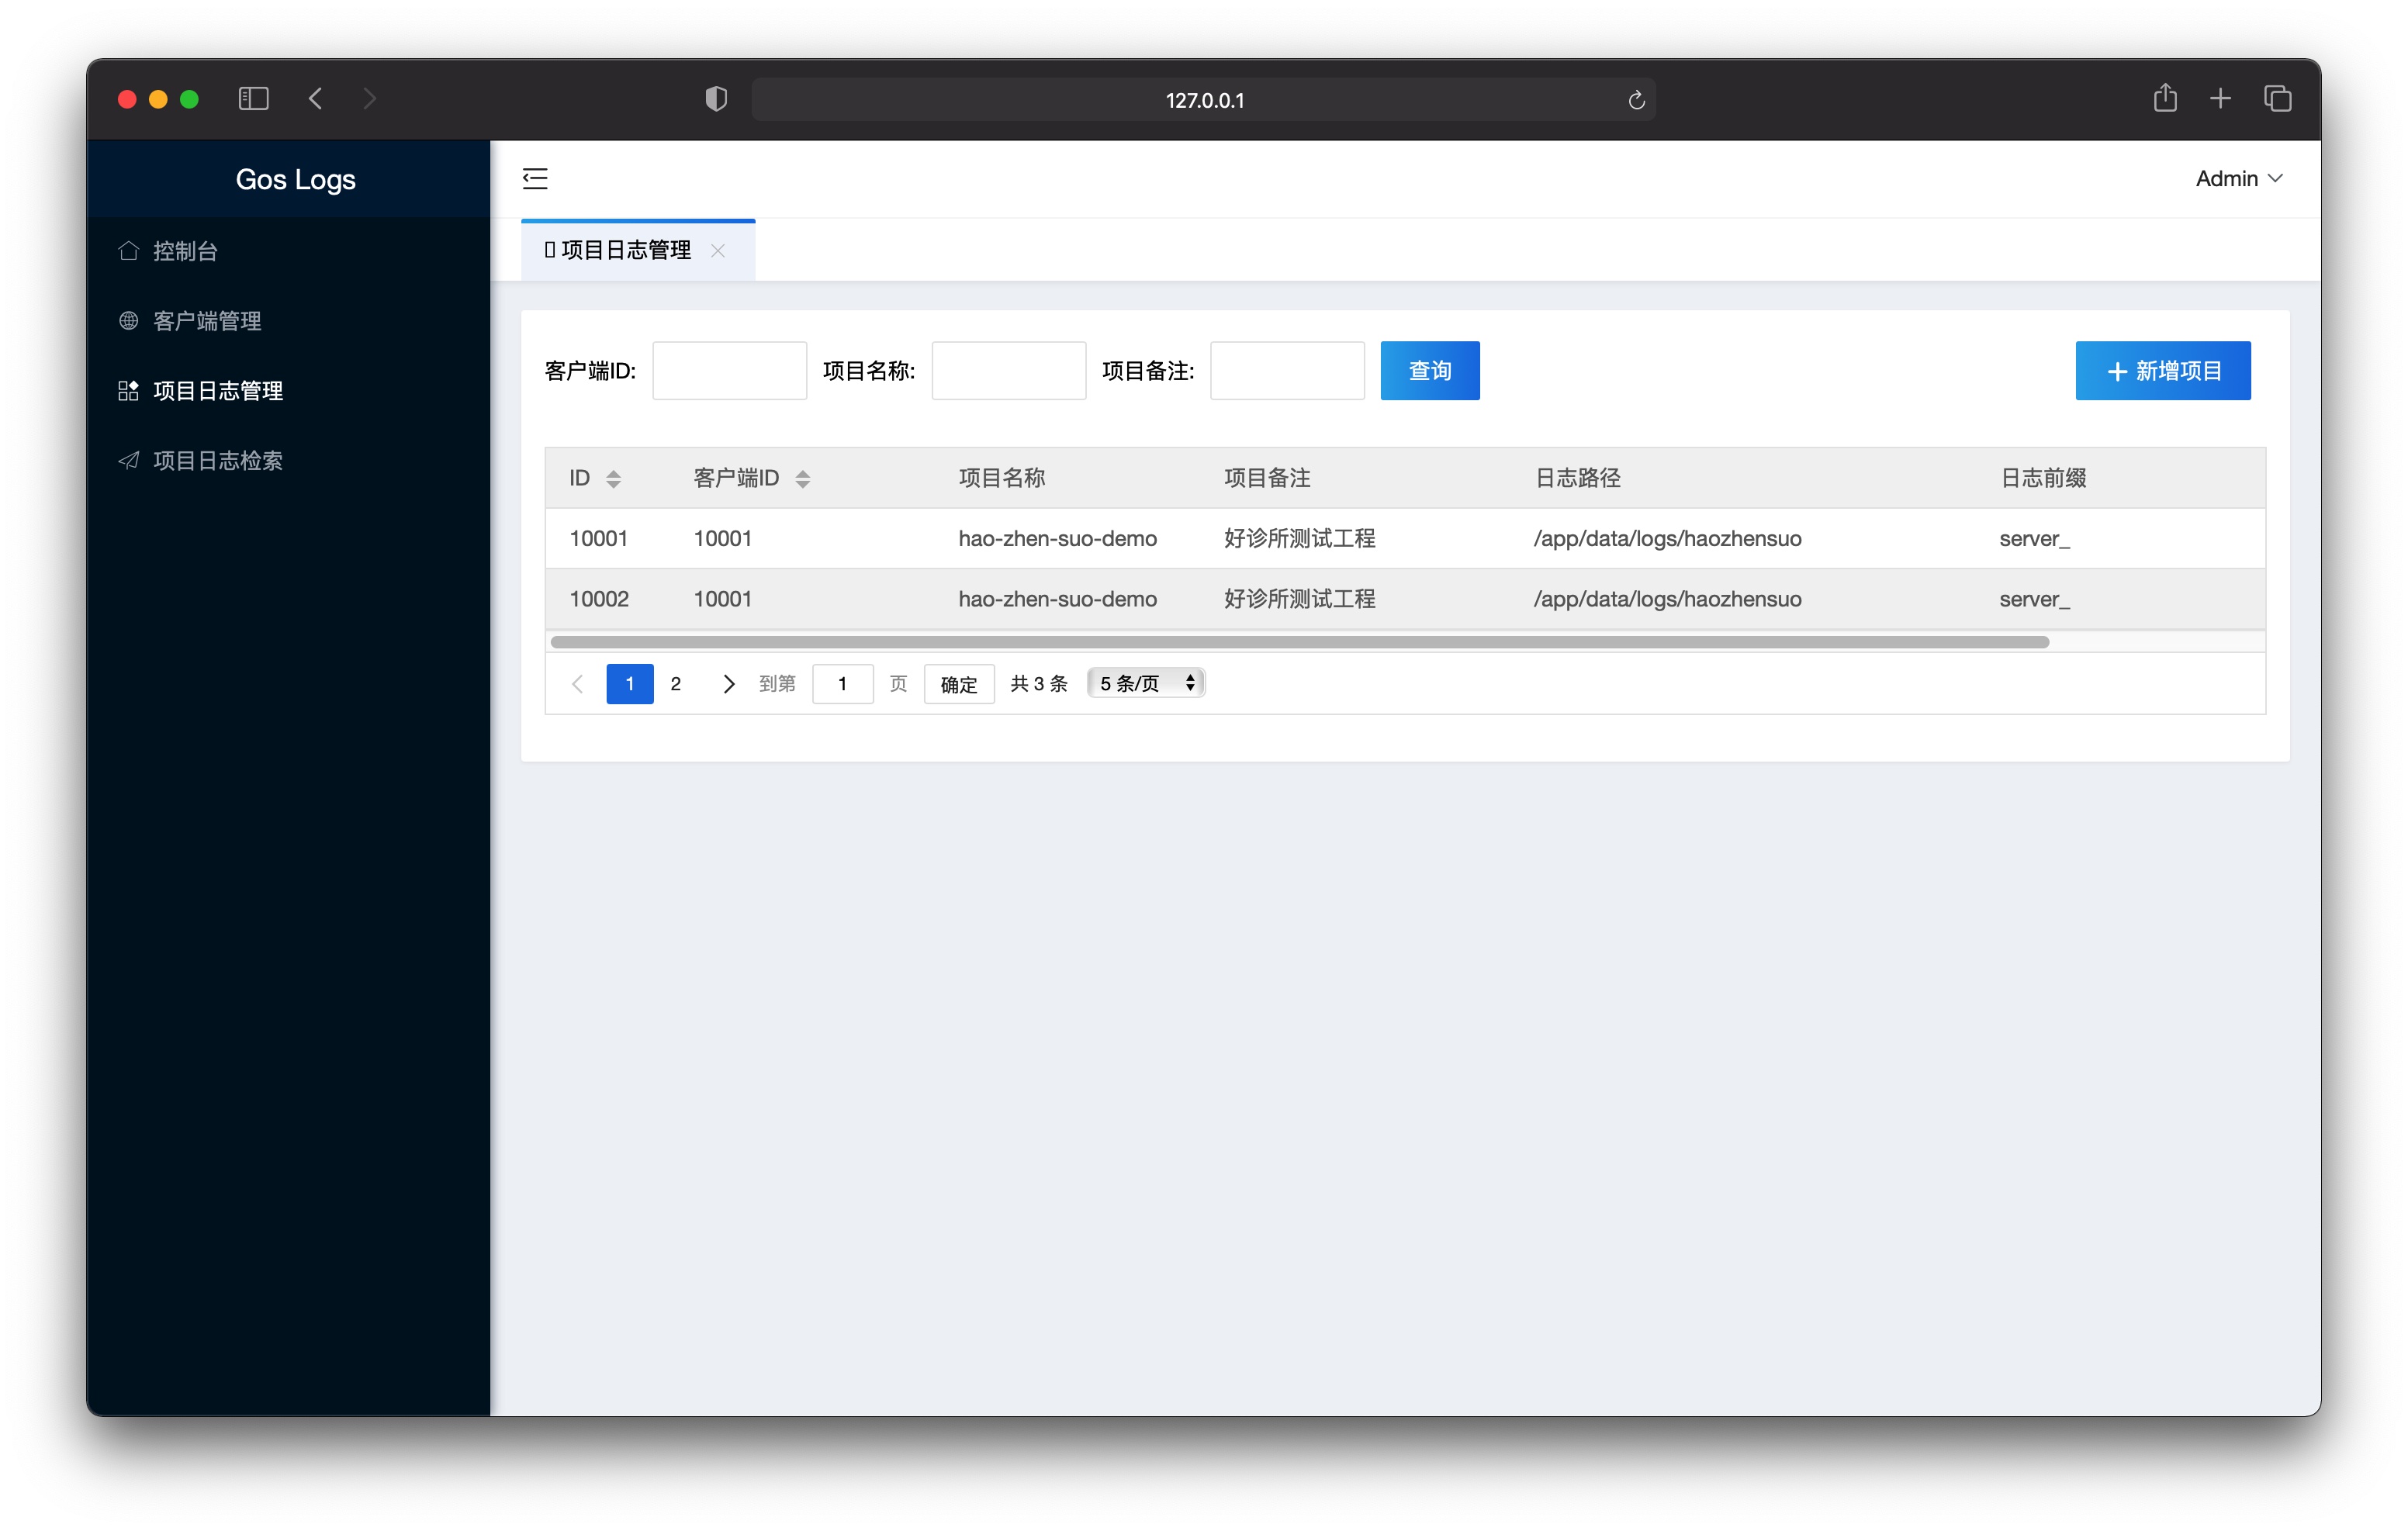 127.0.0.1
Gos Logs
Admin
控制台
客户端管理
项目日志管理
项目日志检索
项目日志管理
客户端ID: 项目名称: 项目备注: 查询 新增项目
ID 客户端ID 项目名称 项目备注 日志路径 日志前缀
10001 10001 hao-zhen-suo-demo 好诊所测试工程 /app/data/logs/haozhensuo server_
10002 10001 hao-zhen-suo-demo 好诊所测试工程 /app/data/logs/haozhensuo server_
1 2 到第 1 页 确定 共 3 条 5 条/页